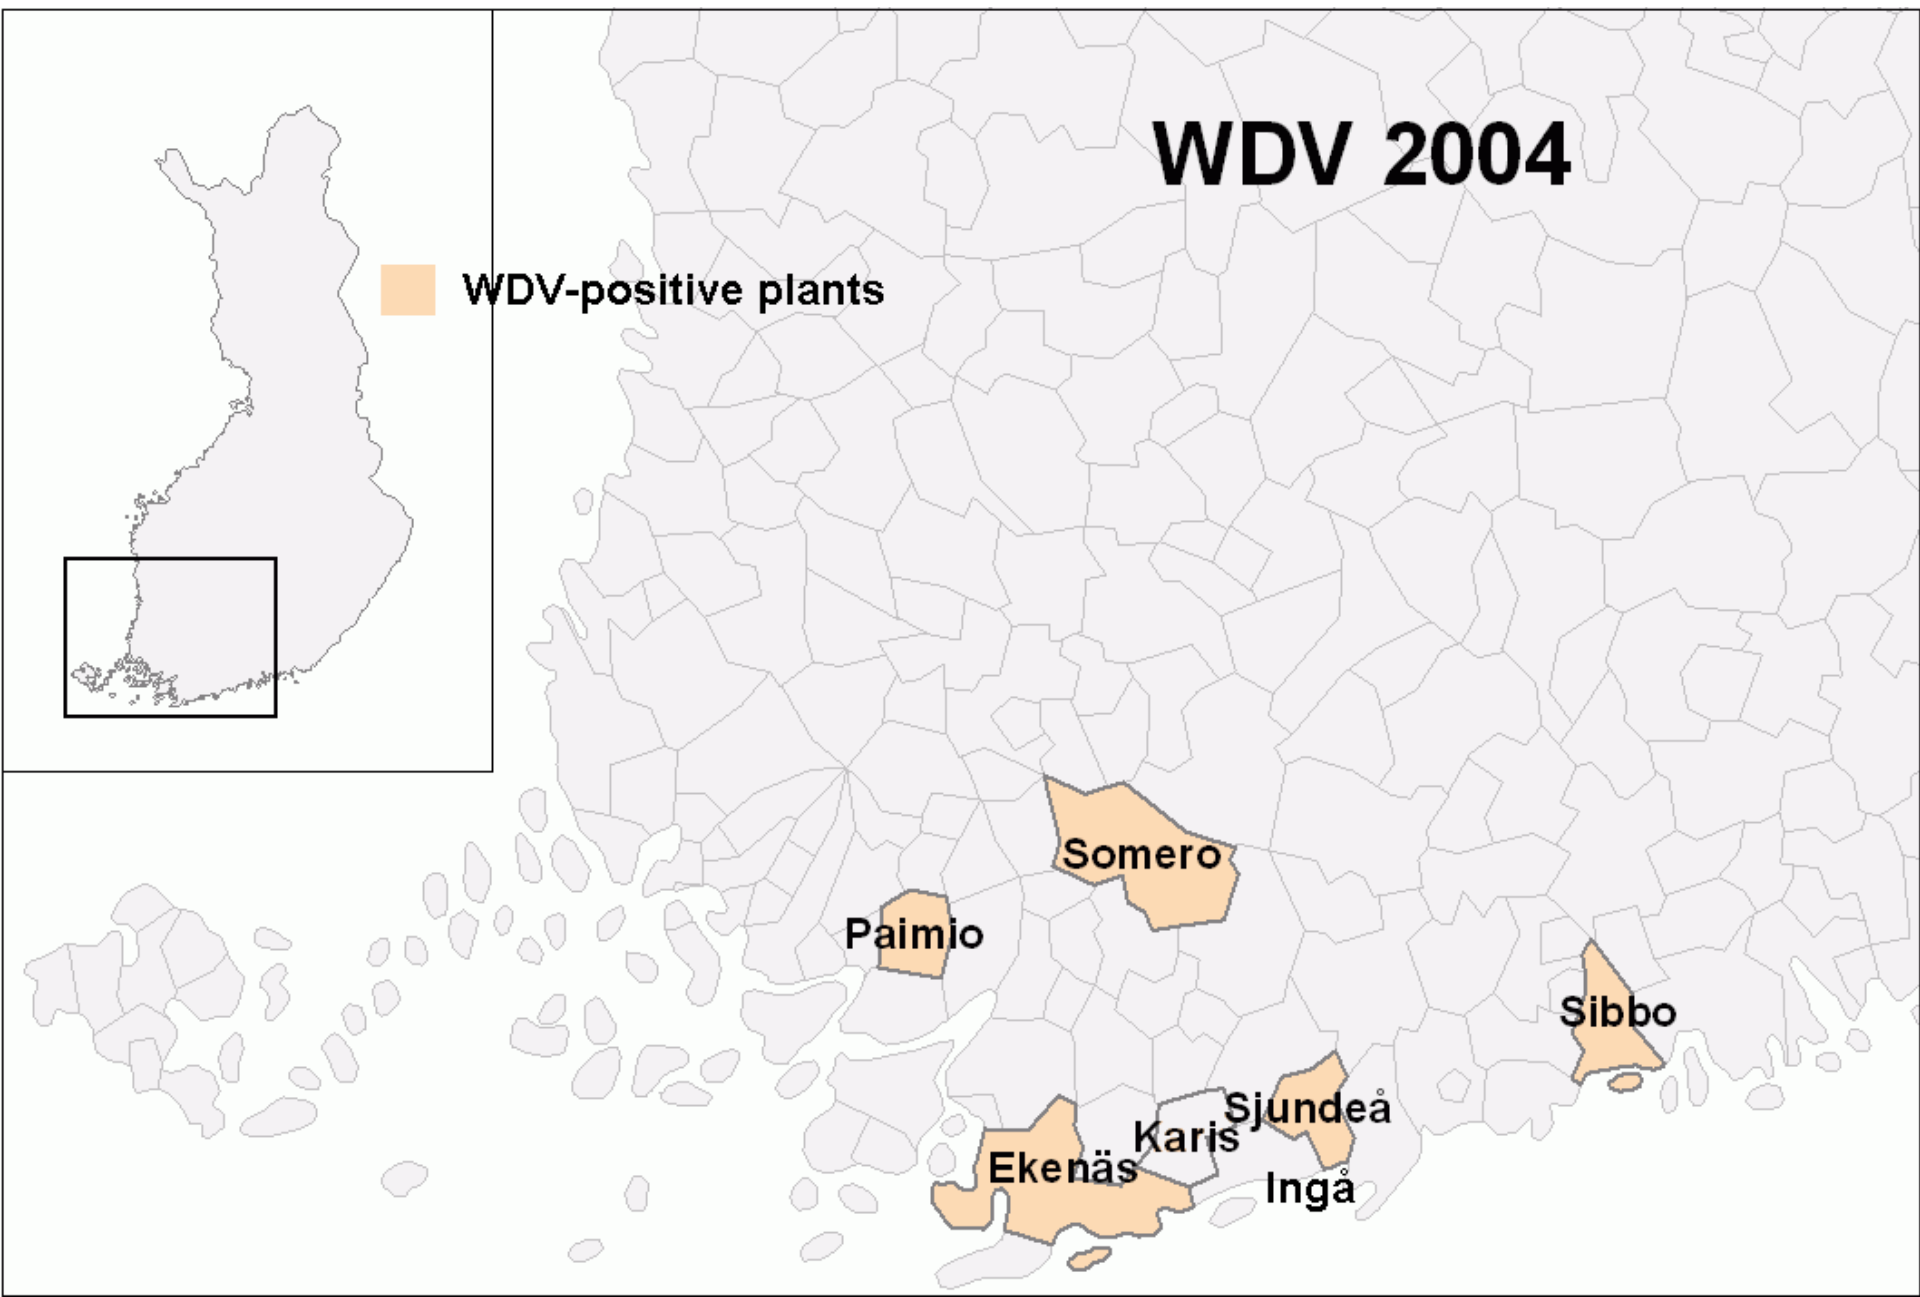 WDV 2004
WDV-positive plants
Somero
Paimio
Sibbo
Sjundeå
Karis
Ekenäs
Ingå